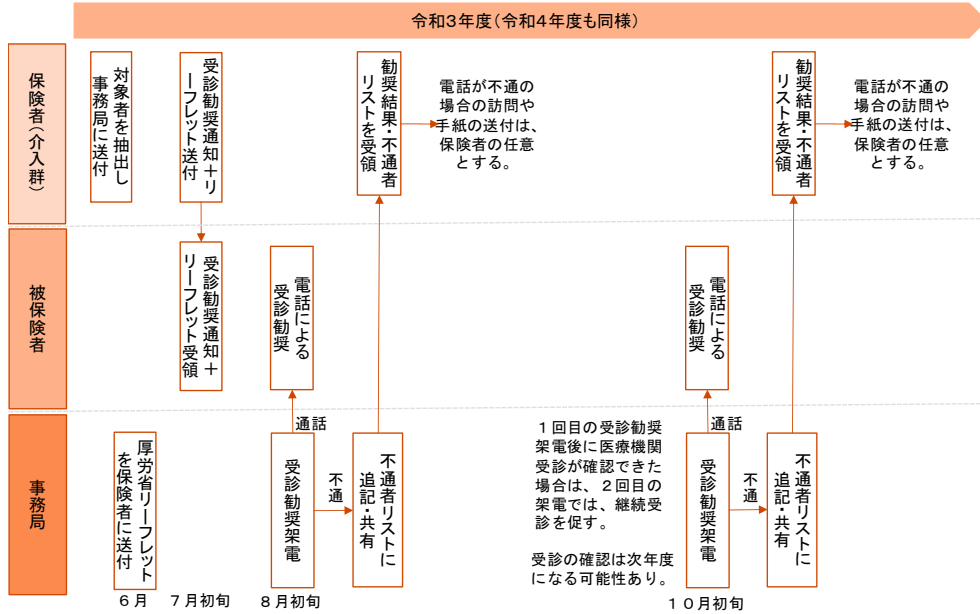 令和3年度(令和4年度も同様)
保険者(介入群)
対象者を抽出し
事務局に送付
受診勧奨通知+リ
ーフレット送付
勧奨結果・不通者
リストを受領
電話が不通の
場合の訪問や
手紙の送付は、
保険者の任意
とする。
勧奨結果・不通者
リストを受領
電話が不通の
場合の訪問や
手紙の送付は、
保険者の任意
とする。
被保険者
受診勧奨通知+
リーフレット受領
電話による
受診勧奨
電話による
受診勧奨
事務局
厚労省リーフレット
を保険者に送付
通話
受診勧奨架電
不通
不通者リストに
追記・共有
1回目の受診勧奨
架電後に医療機関
受診が確認できた
場合は、2回目の
架電では、継続受
診を促す。
受診の確認は次年度
になる可能性あり。
通話
受診勧奨架電
不通
不通者リストに
追記・共有
6月
7月初旬
8月初旬
10月初旬